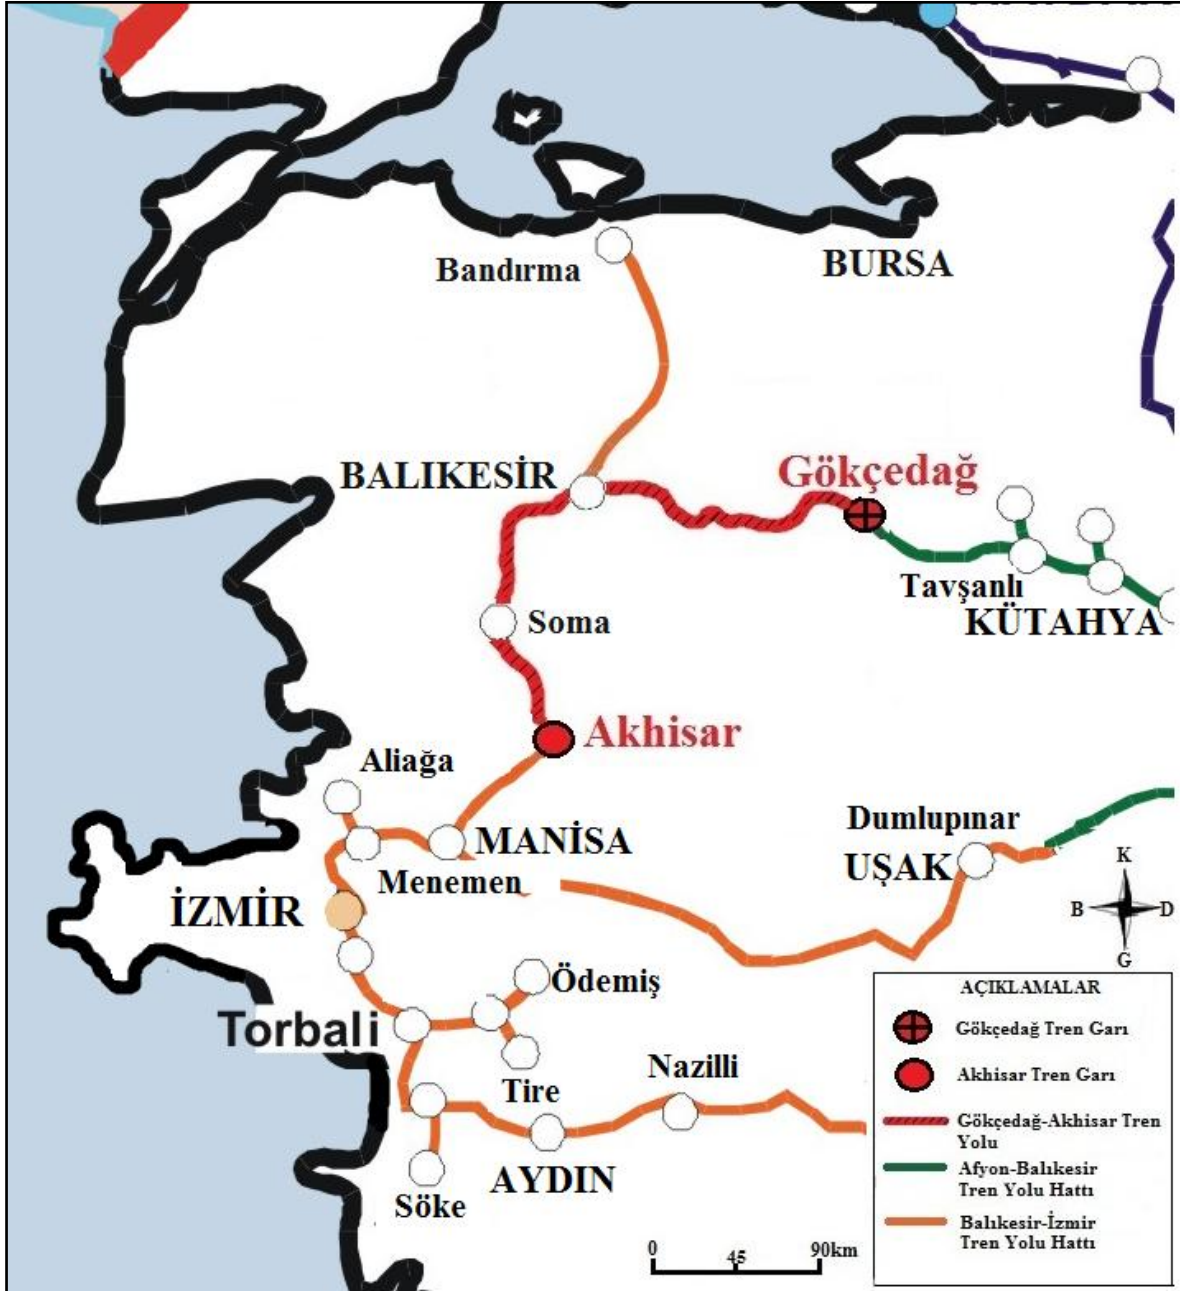 Bandırma
BURSA
BALIKESİR
Gökçedağ
Tavşanlı
KÜTAHYA
Soma
Akhisar
Aliağa
MANİSA
Menemen
Dumlupınar
UŞAK
İZMİR
K
B
D
G
Ödemiş
Torbali
Tire
Nazilli
AYDIN
Söke
AÇIKLAMALAR
Gökçedağ Tren Garı
Akhisar Tren Garı
Gökçedağ-Akhisar Tren
Yolu
Afyon-Balıkesir
Tren Yolu Hattı
Balıkesir-İzmir
Tren Yolu Hattı
0
45
90km